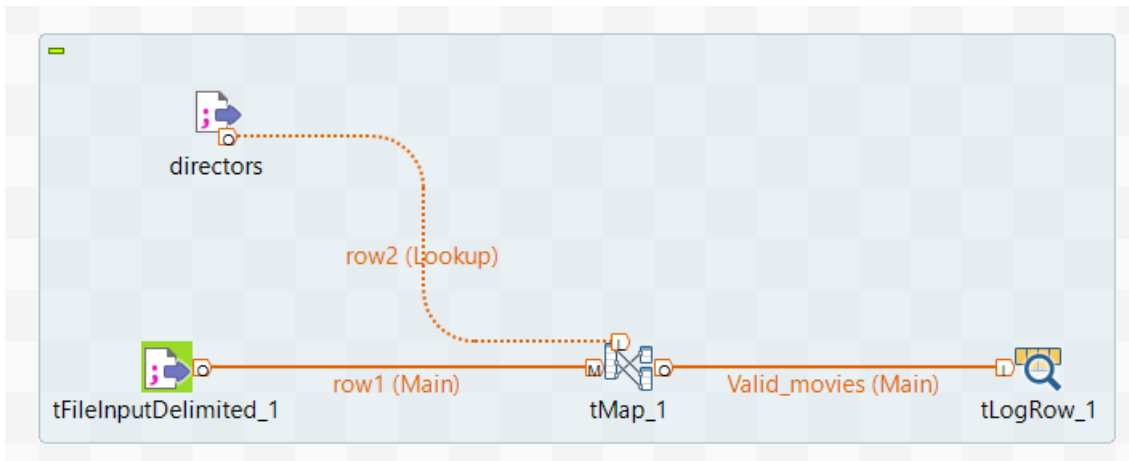 directors
row2 (Lookup)
row1 (Main)
Valid_movies (Main)
tFileInputDelimited_1
tMap_1
tLogRow_1
O
L
O
M
O
I